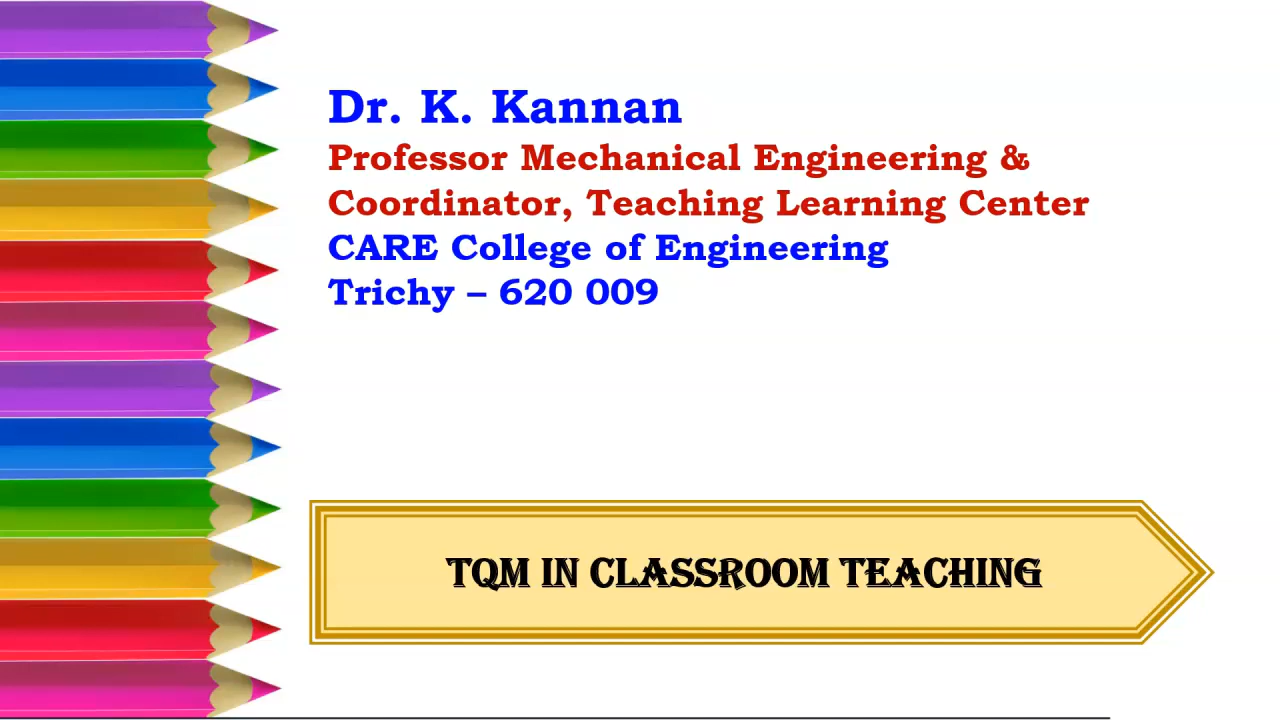 Dr. K. Kannan
Professor Mechanical Engineering &
Coordinator, Teaching Learning Center
CARE College of Engineering
Trichy – 620 009
TQM IN CLASSROOM TEACHING